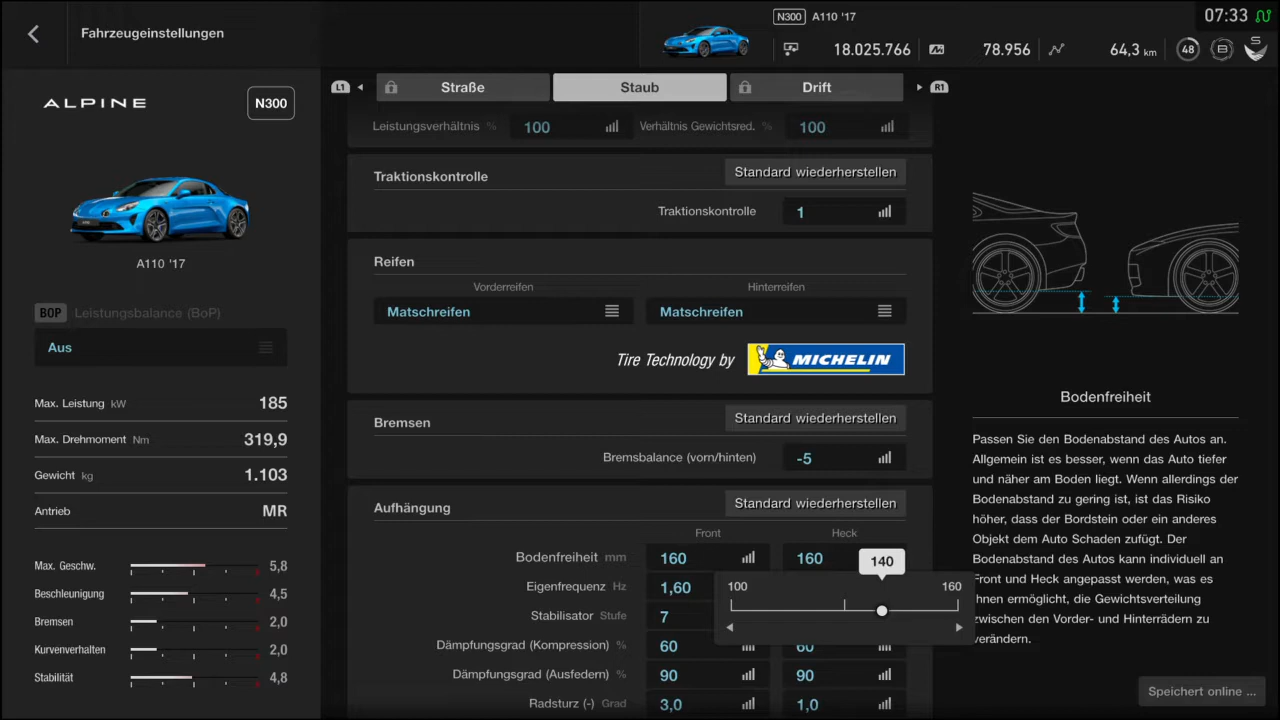 Fahrzeugeinstellungen
N300 A110 '17
18.025.766 78.956 64,3 km 48 B S
07:33
ALPINE N300
A110 '17
BOP Leistungsbalance (BoP)
Aus
Max. Leistung kW 185
Max. Drehmoment Nm 319,9
Gewicht kg 1.103
Antrieb MR
Max. Geschw. 5,8
Beschleunigung 4,5
Bremsen 2,0
Kurvenverhalten 2,0
Stabilität 4,8
L1 Straße Staub Drift R1
Leistungsverhältnis % 100 Verhältnis Gewichtsred. % 100
Traktionskontrolle Standard wiederherstellen
Traktionskontrolle 1
Reifen
Vorderreifen Hinterreifen
Matschreifen Matschreifen
Tire Technology by MICHELIN
Bremsen Standard wiederherstellen
Bremsbalance (vorn/hinten) -5
Aufhängung Standard wiederherstellen
Front Heck
Bodenfreiheit mm 160 160
140
Eigenfrequenz Hz 1,60
100 160
Stabilisator Stufe 7
Dämpfungsgrad (Kompression) % 60 60
Dämpfungsgrad (Ausfedern) % 90 90
Radsturz (-) Grad 3,0 1,0
Bodenfreiheit
Passen Sie den Bodenabstand des Autos an.
Allgemein ist es besser, wenn das Auto tiefer
und näher am Boden liegt. Wenn allerdings der
Bodenabstand zu gering ist, ist das Risiko
höher, dass der Bordstein oder ein anderes
Objekt dem Auto Schaden zufügt. Der
Bodenabstand des Autos kann individuell an
Front und Heck angepasst werden, was es
Ihnen ermöglicht, die Gewichtsverteilung
zwischen den Vorder- und Hinterrädern zu
verändern.
Speichert online ...